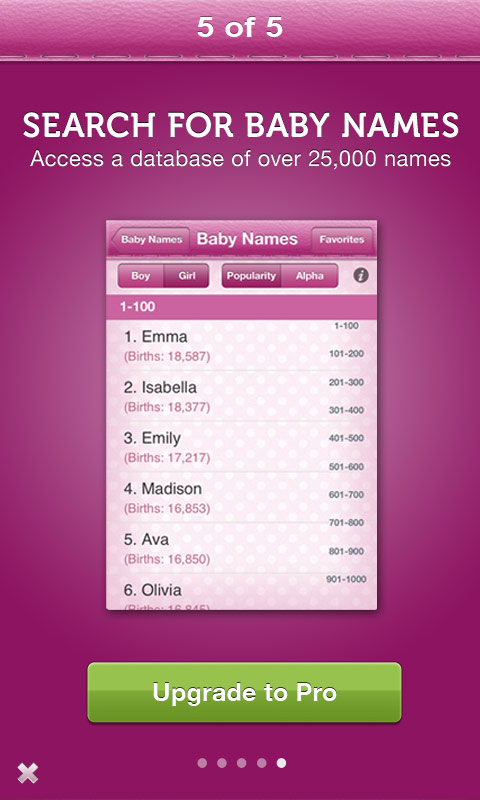 5 of 5
SEARCH FOR BABY NAMES
Access a database of over 25,000 names
Baby Names
Baby Names
Favorites
Boy
Girl
Popularity
Alpha
i
1-100
1-100
1. Emma
(Births: 18,587)
101-200
2. Isabella
(Births: 18,377)
201-300
301-400
3. Emily
(Births: 17,217)
401-500
501-600
4. Madison
(Births: 16,853)
601-700
701-800
5. Ava
(Births: 16,850)
801-900
901-1000
6. Olivia
(Births: 16,845)
Upgrade to Pro